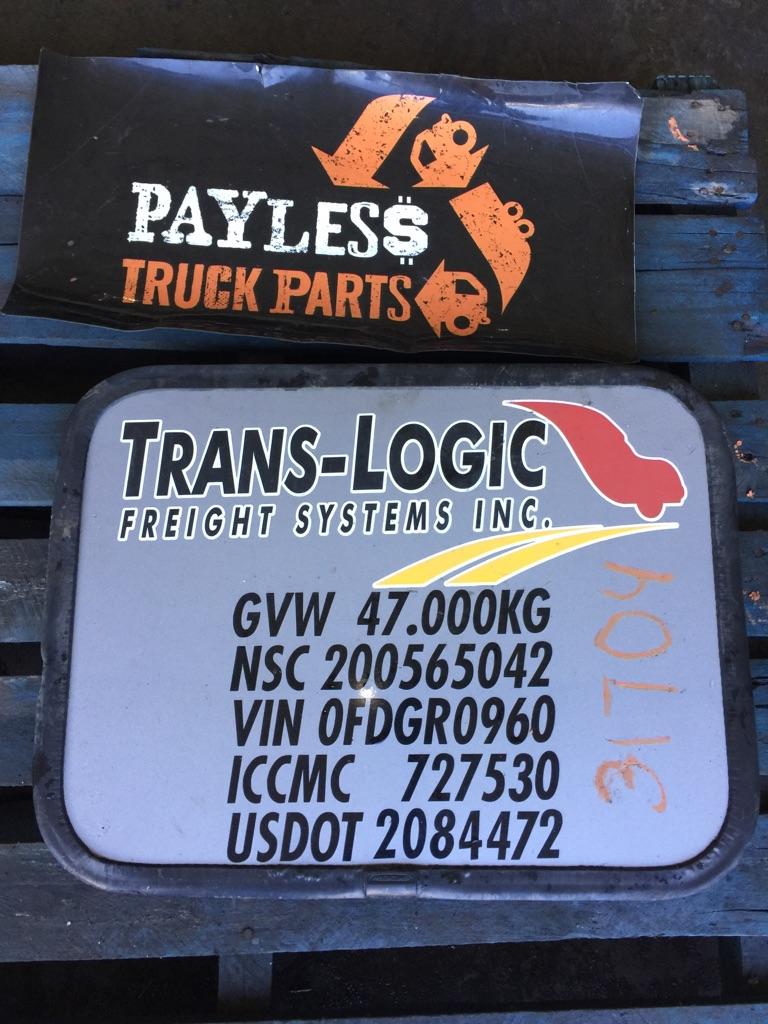 PAYLES$
TRUCK PARTS
TRANS-LOGIC
FREIGHT SYSTEMS INC.
GVW 47.000KG
NSC 200565042
VIN 0FDGR0960
ICCMC 727530
USDOT 2084472
31704